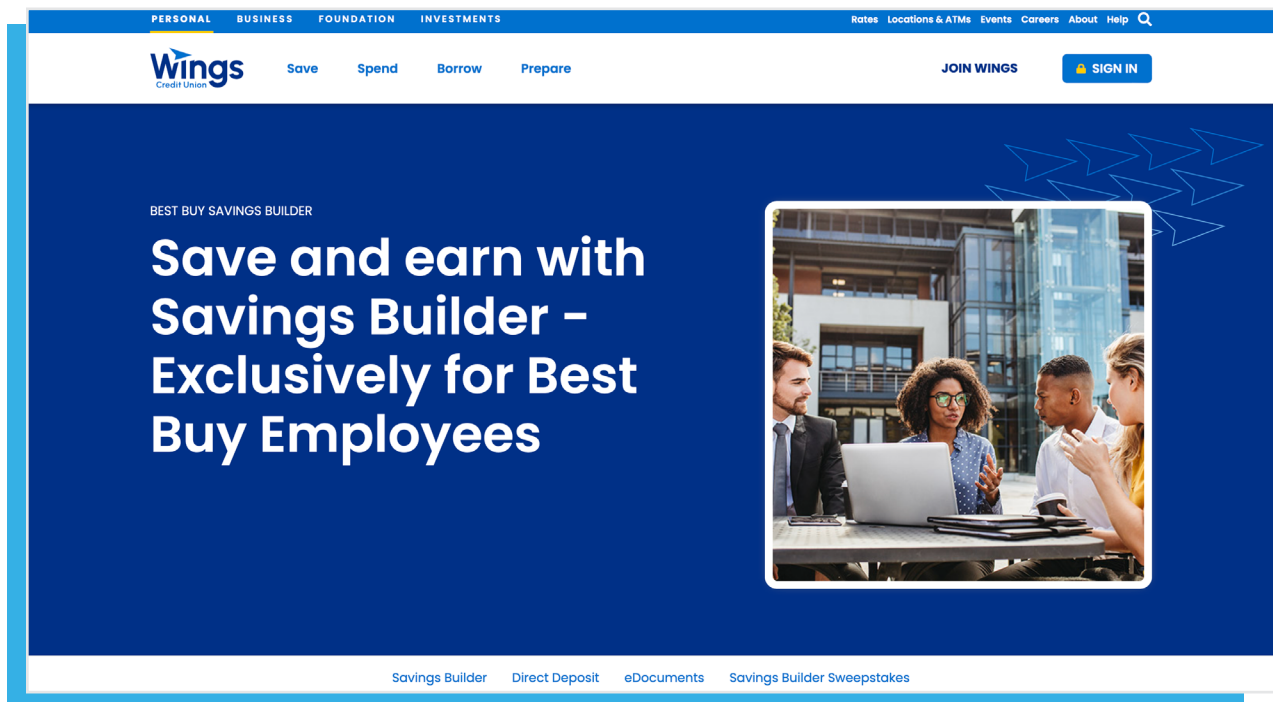 PERSONAL BUSINESS FOUNDATION INVESTMENTS Rates Locations & ATMs Events Careers About Help
Wings
Credit Union
Save Spend Borrow Prepare JOIN WINGS SIGN IN
BEST BUY SAVINGS BUILDER
Save and earn with
Savings Builder -
Exclusively for Best
Buy Employees
Savings Builder Direct Deposit eDocuments Savings Builder Sweepstakes